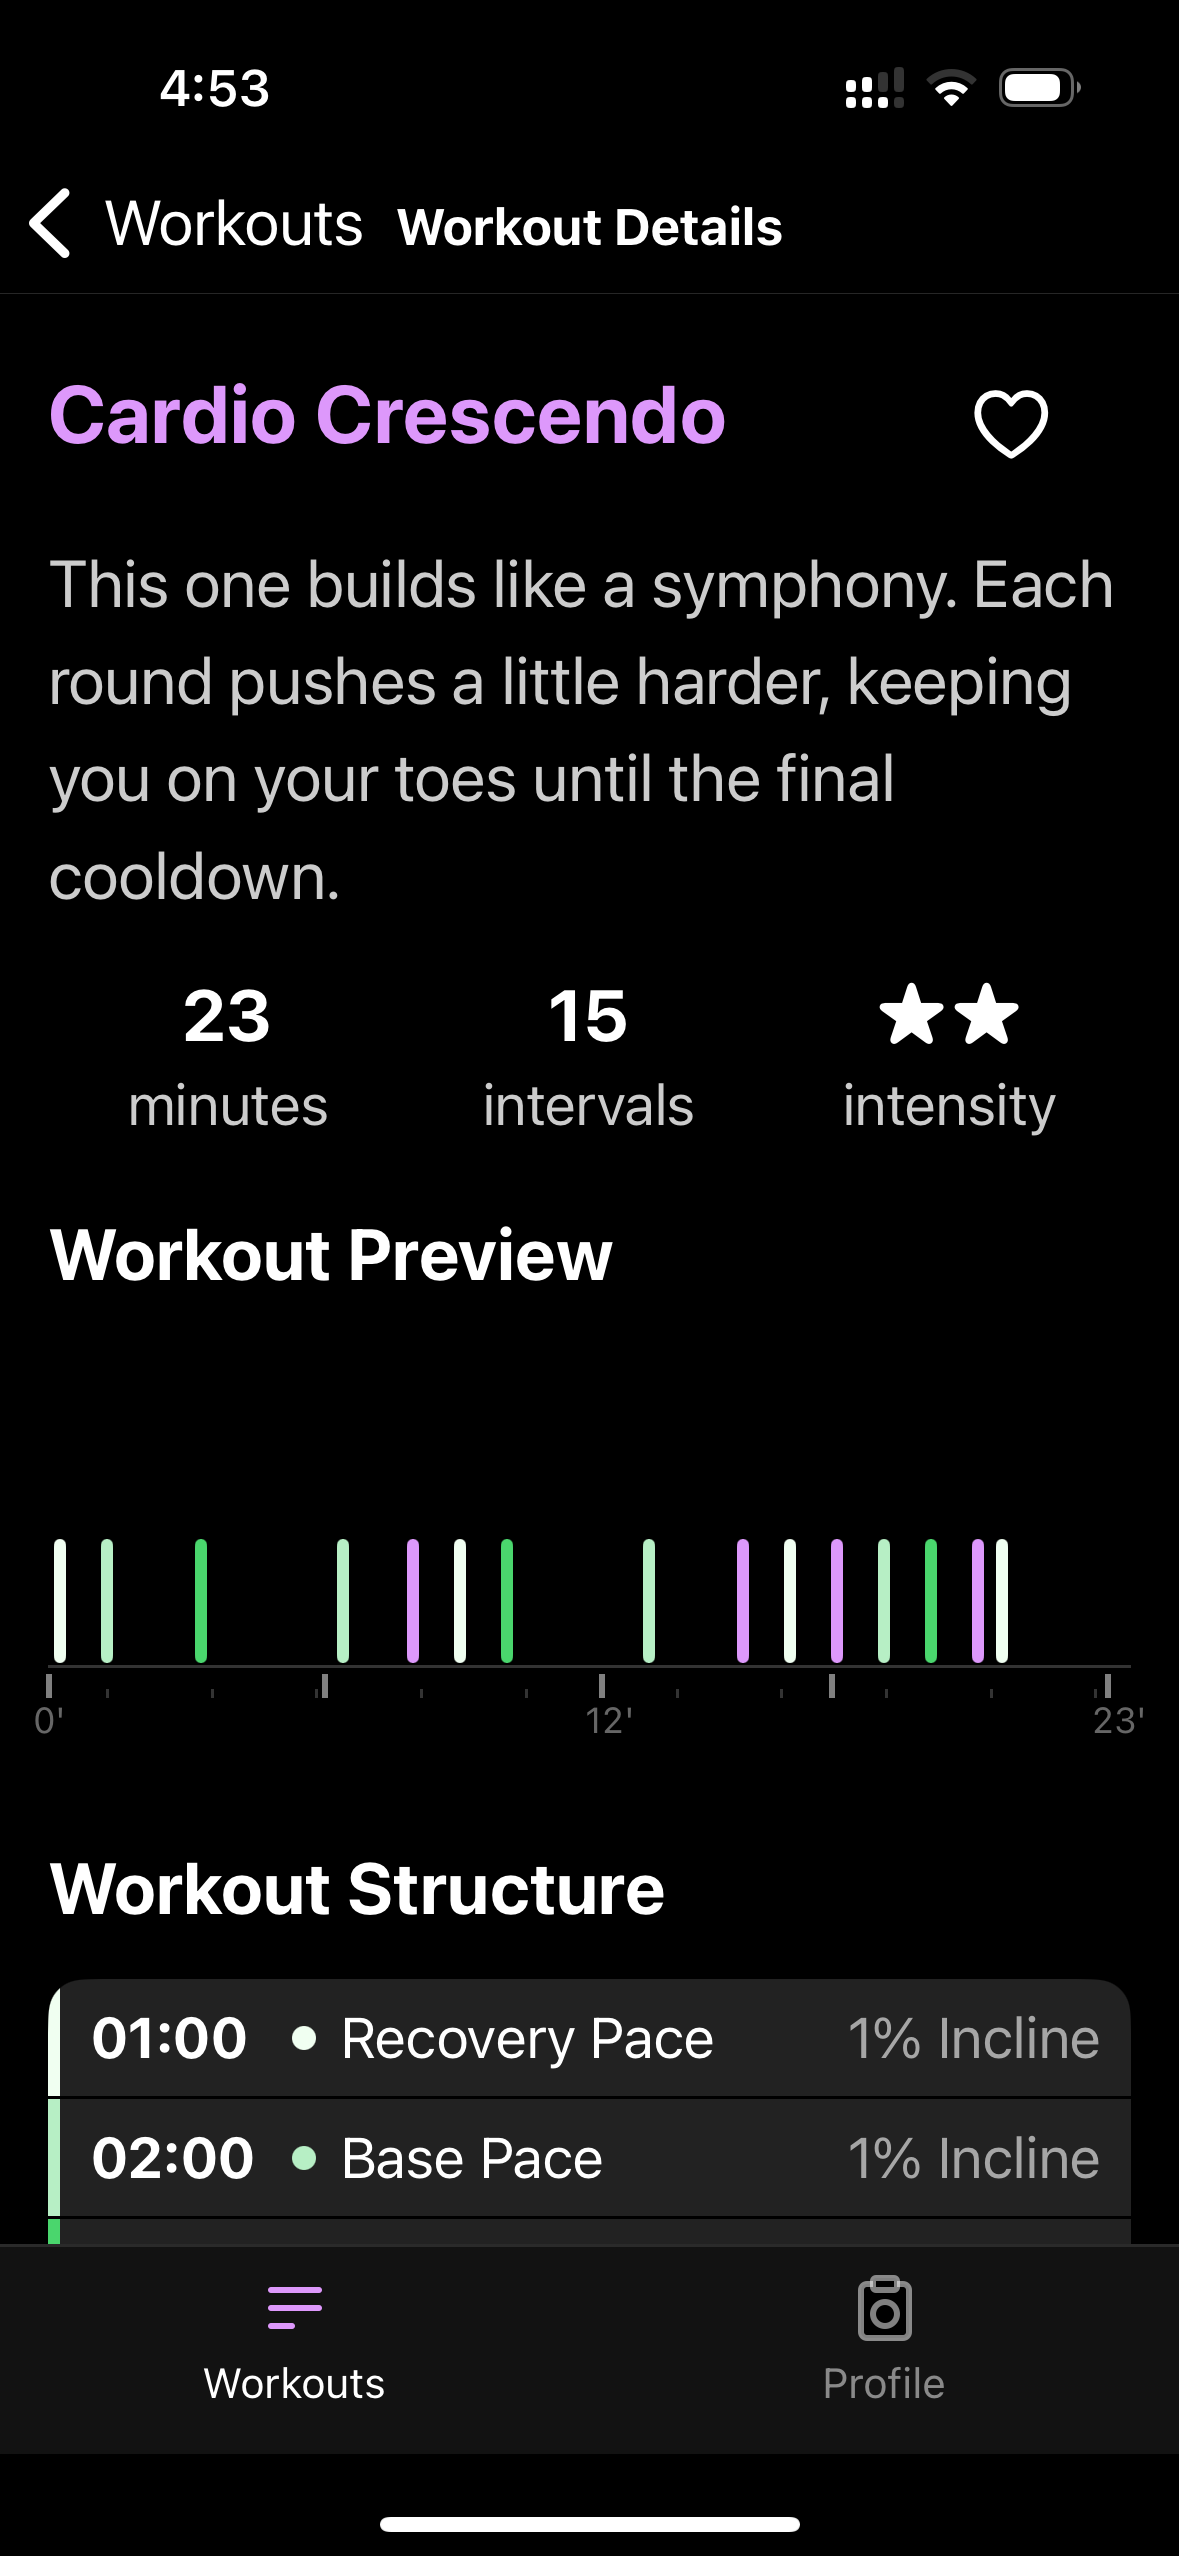 4:53
Workouts Workout Details
Cardio Crescendo
This one builds like a symphony. Each
round pushes a little harder, keeping
you on your toes until the final
cooldown.
23 15
minutes intervals intensity
Workout Preview
0' 12' 23'
Workout Structure
01:00 Recovery Pace 1% Incline
02:00 Base Pace 1% Incline
Workouts Profile